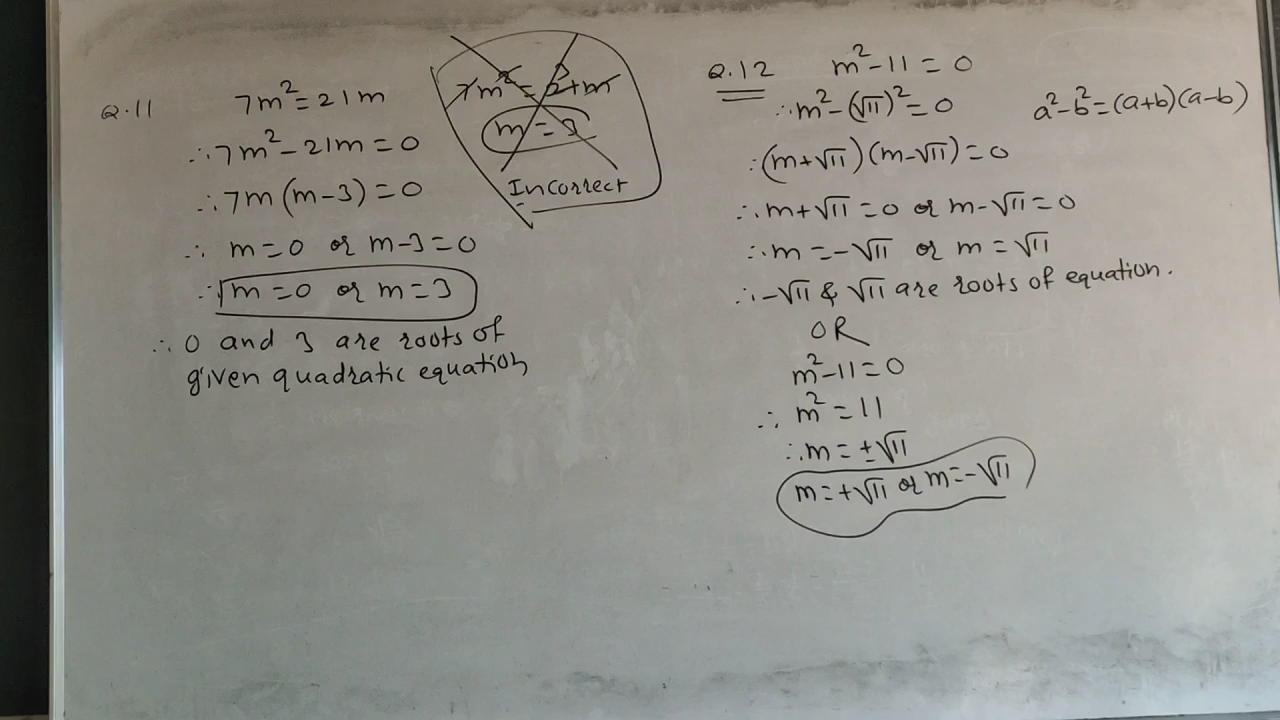 Q.11 7m² = 21m
∴ 7m² - 21m = 0
∴ 7m(m-3) = 0
∴ m = 0 or m-3 = 0
∴ m = 0 or m = 3
∴ 0 and 3 are roots of
given quadratic equation
7m² = 21m
m = 3
Incorrect
Q.12 m² - 11 = 0
∴ m² - (√11)² = 0
a² - b² = (a+b)(a-b)
∴ (m+√11)(m-√11) = 0
∴ m+√11 = 0 or m-√11 = 0
∴ m = -√11 or m = √11
∴ -√11 & √11 are roots of equation.
OR
m² - 11 = 0
∴ m² = 11
∴ m = ±√11
m = +√11 or m = -√11